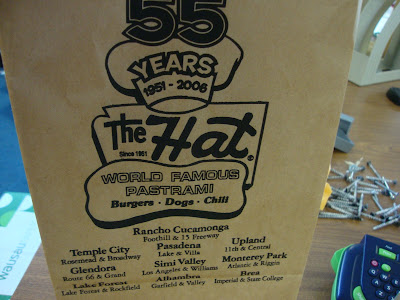 55
YEARS
1951 - 2006
The Hat®
Since 1951
WORLD FAMOUS
PASTRAMI
Burgers · Dogs · Chili
Rancho Cucamonga
Foothill & 15 Freeway
Temple City
Rosemead & Broadway
Pasadena
Lake & Villa
Upland
11th & Central
Glendora
Route 66 & Grand
Simi Valley
Los Angeles & Williams
Monterey Park
Atlantic & Riggin
Lake Forest
Lake Forest & Rockfield
Alhambra
Garfield & Valley
Brea
Imperial & State College
wausau